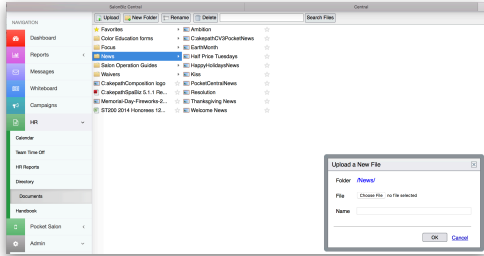 SalonBiz Central
Central
NAVIGATION
Upload New Folder Rename Delete Search Files
Dashboard
Reports
Messages
Whiteboard
Campaigns
HR
Calendar
Team Time Off
HR Reports
Directory
Documents
Handbook
Pocket Salon
Admin
Favorites
Color Education forms
Focus
News
Salon Operation Guides
Waivers
C:akepathComposition logo
C:akepathSpaBiz 5.1.1 Re...
Memorial-Day-Fireworks-2...
ST200 2014 Honorees 12...
Ambition
C:akepathCV3PocketNews
EarthMonth
Half Price Tuesdays
HappyHolidaysNews
Kiss
PocketCentralNews
Resolution
Thanksgiving News
Welcome News
Upload a New File
Folder /News/
File Choose File no file selected
Name
OK Cancel